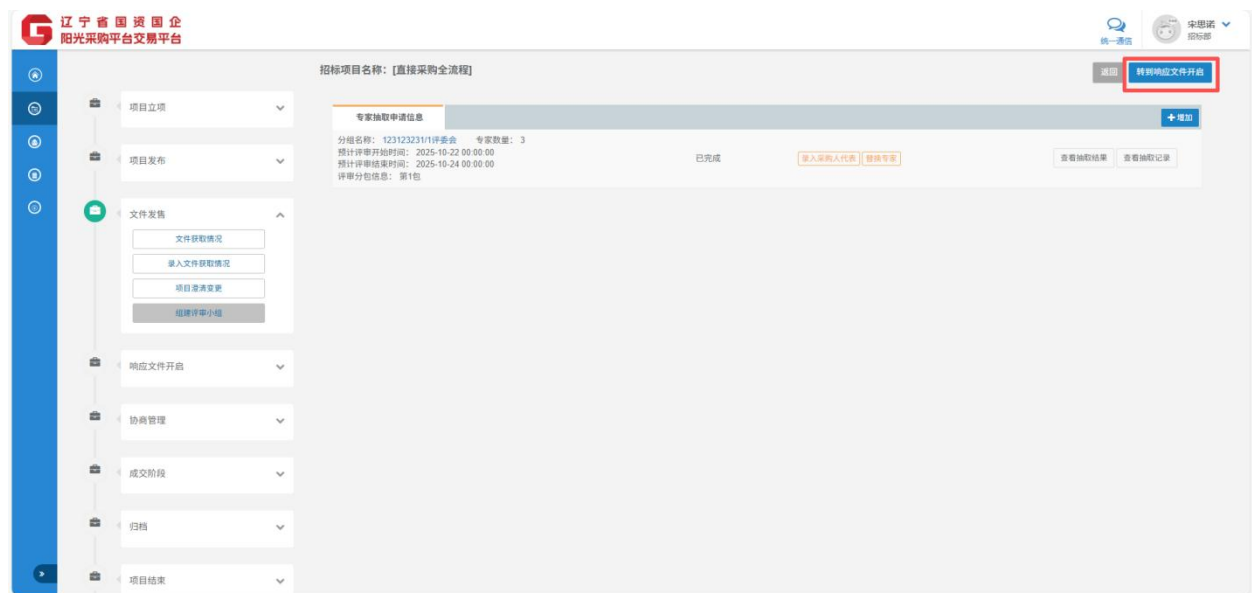 辽宁省国资国企
阳光采购平台交易平台
统一通信
宋思诺
招标部
招标项目名称：[直接采购全流程]
返回
转到响应文件开启
项目立项
项目发布
文件发售
文件获取情况
录入文件获取情况
项目澄清变更
组建评审小组
响应文件开启
协商管理
成交阶段
归档
项目结束
专家抽取申请信息
+增加
分组名称： 123123231/1评委会 专家数量： 3
预计评审开始时间： 2025-10-22 00:00:00
预计评审结束时间： 2025-10-24 00:00:00
评审分包信息： 第1包
已完成
录入采购人代表 替换专家
查看抽取结果 查看抽取记录